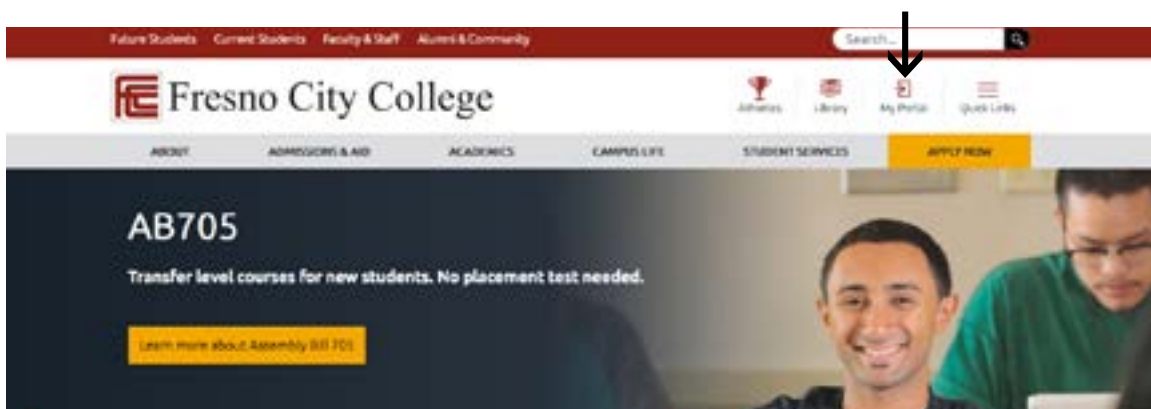 Future Students Current Students Faculty & Staff Alumni & Community Search...
FCC Fresno City College
Athletics Library My Portal Quick Links
ABOUT ADMISSIONS & AID ACADEMICS CAMPUS LIFE STUDENT SERVICES APPLY NOW
AB705
Transfer level courses for new students. No placement test needed.
Learn more about Assembly Bill 705